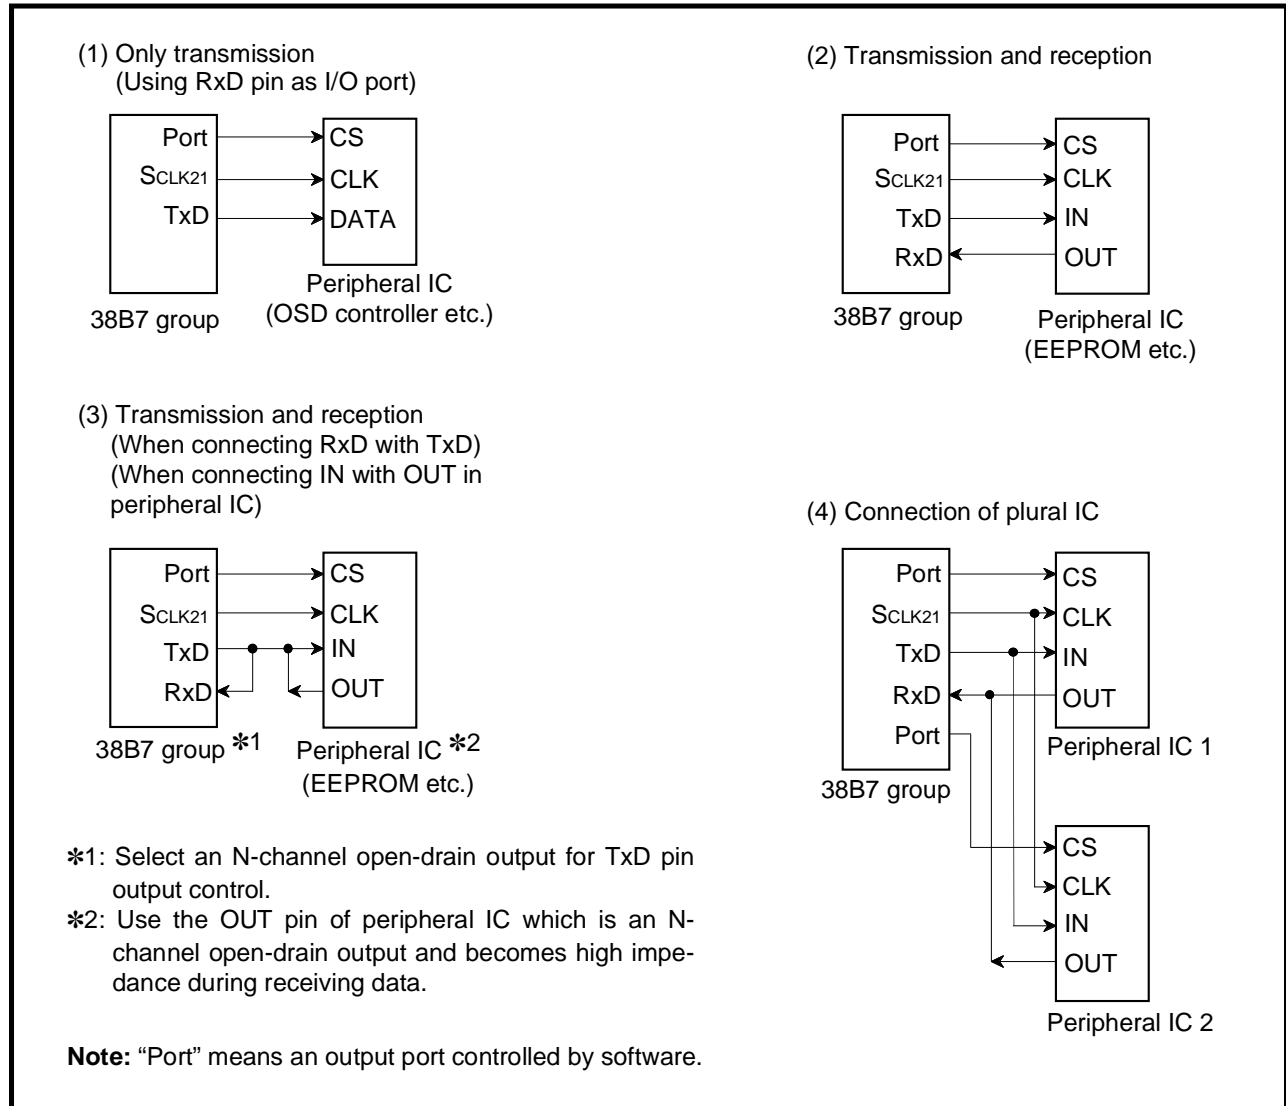 (1) Only transmission
(Using RxD pin as I/O port)
Port
SCLK21
TxD
CS
CLK
DATA
38B7 group
Peripheral IC
(OSD controller etc.)
(2) Transmission and reception
Port
SCLK21
TxD
RxD
CS
CLK
IN
OUT
38B7 group
Peripheral IC
(EEPROM etc.)
(3) Transmission and reception
(When connecting RxD with TxD)
(When connecting IN with OUT in
peripheral IC)
Port
SCLK21
TxD
RxD
CS
CLK
IN
OUT
38B7 group ✻1
Peripheral IC ✻2
(EEPROM etc.)
(4) Connection of plural IC
Port
SCLK21
TxD
RxD
Port
38B7 group
CS
CLK
IN
OUT
Peripheral IC 1
CS
CLK
IN
OUT
Peripheral IC 2
✻1: Select an N-channel open-drain output for TxD pin
output control.
✻2: Use the OUT pin of peripheral IC which is an N-
channel open-drain output and becomes high impe-
dance during receiving data.
Note: “Port” means an output port controlled by software.